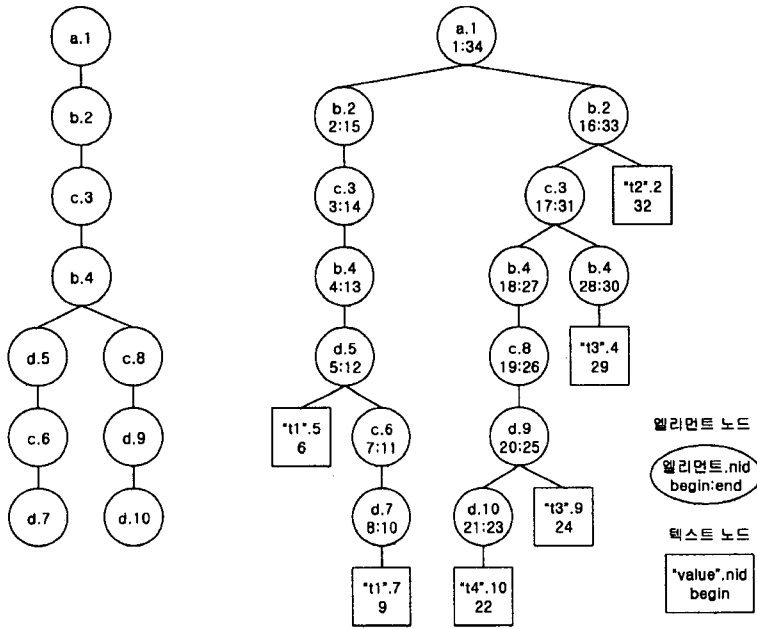 a.1
b.2
c.3
b.4
d.5
c.8
c.6
d.9
d.7
d.10
a.1
1:34
b.2
2:15
b.2
16:33
c.3
3:14
c.3
17:31
"t2".2
32
b.4
4:13
b.4
18:27
b.4
28:30
d.5
5:12
c.8
19:26
"t3".4
29
"t1".5
6
c.6
7:11
d.9
20:25
d.7
8:10
d.10
21:23
"t3".9
24
"t1".7
9
"t4".10
22
엘리먼트 노드
엘리먼트.nid
begin:end
텍스트 노드
"value".nid
begin